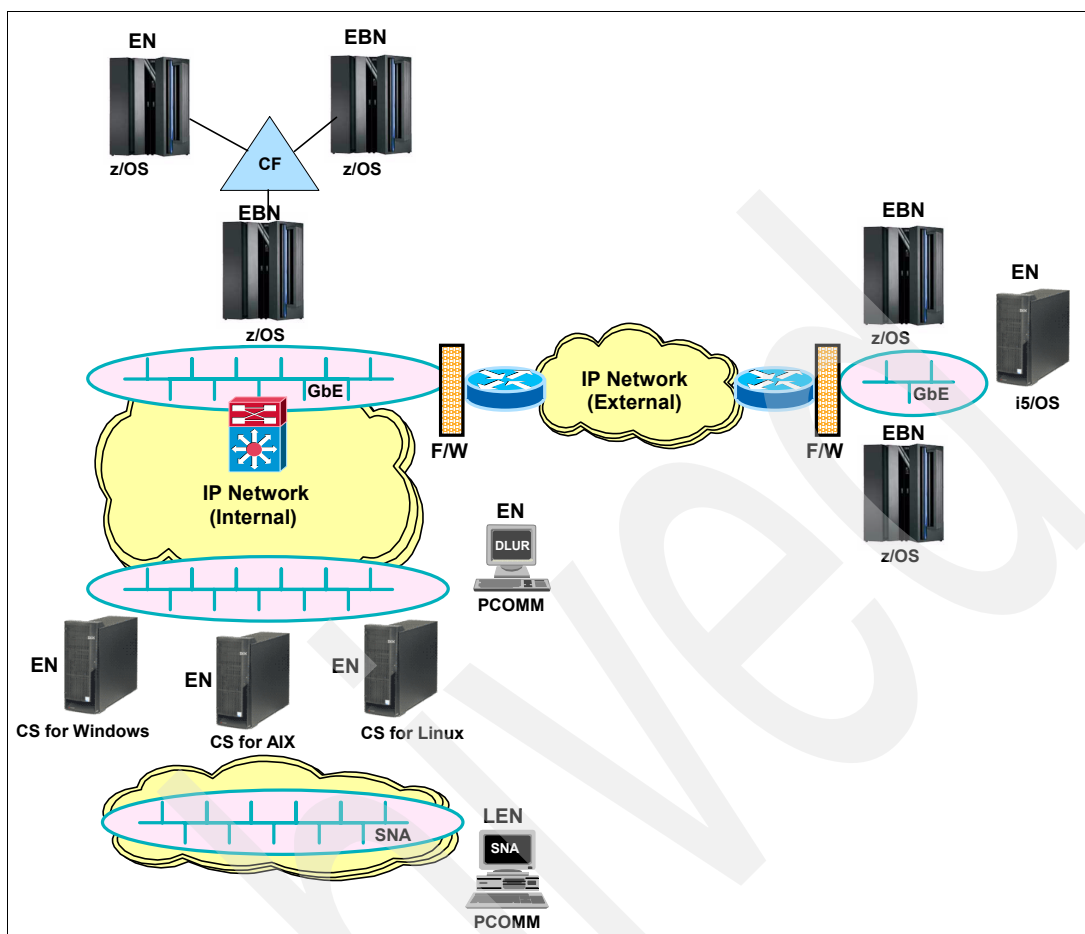 EN
EBN
CF
z/OS
z/OS
EBN
z/OS
EBN
EN
z/OS
GbE
IP Network
(External)
GbE
i5/OS
F/W
F/W
EBN
IP Network
(Internal)
EN
z/OS
DLUR
PCOMM
EN
EN
EN
CS for Windows
CS for AIX
CS for Linux
LEN
SNA
SNA
PCOMM
hived